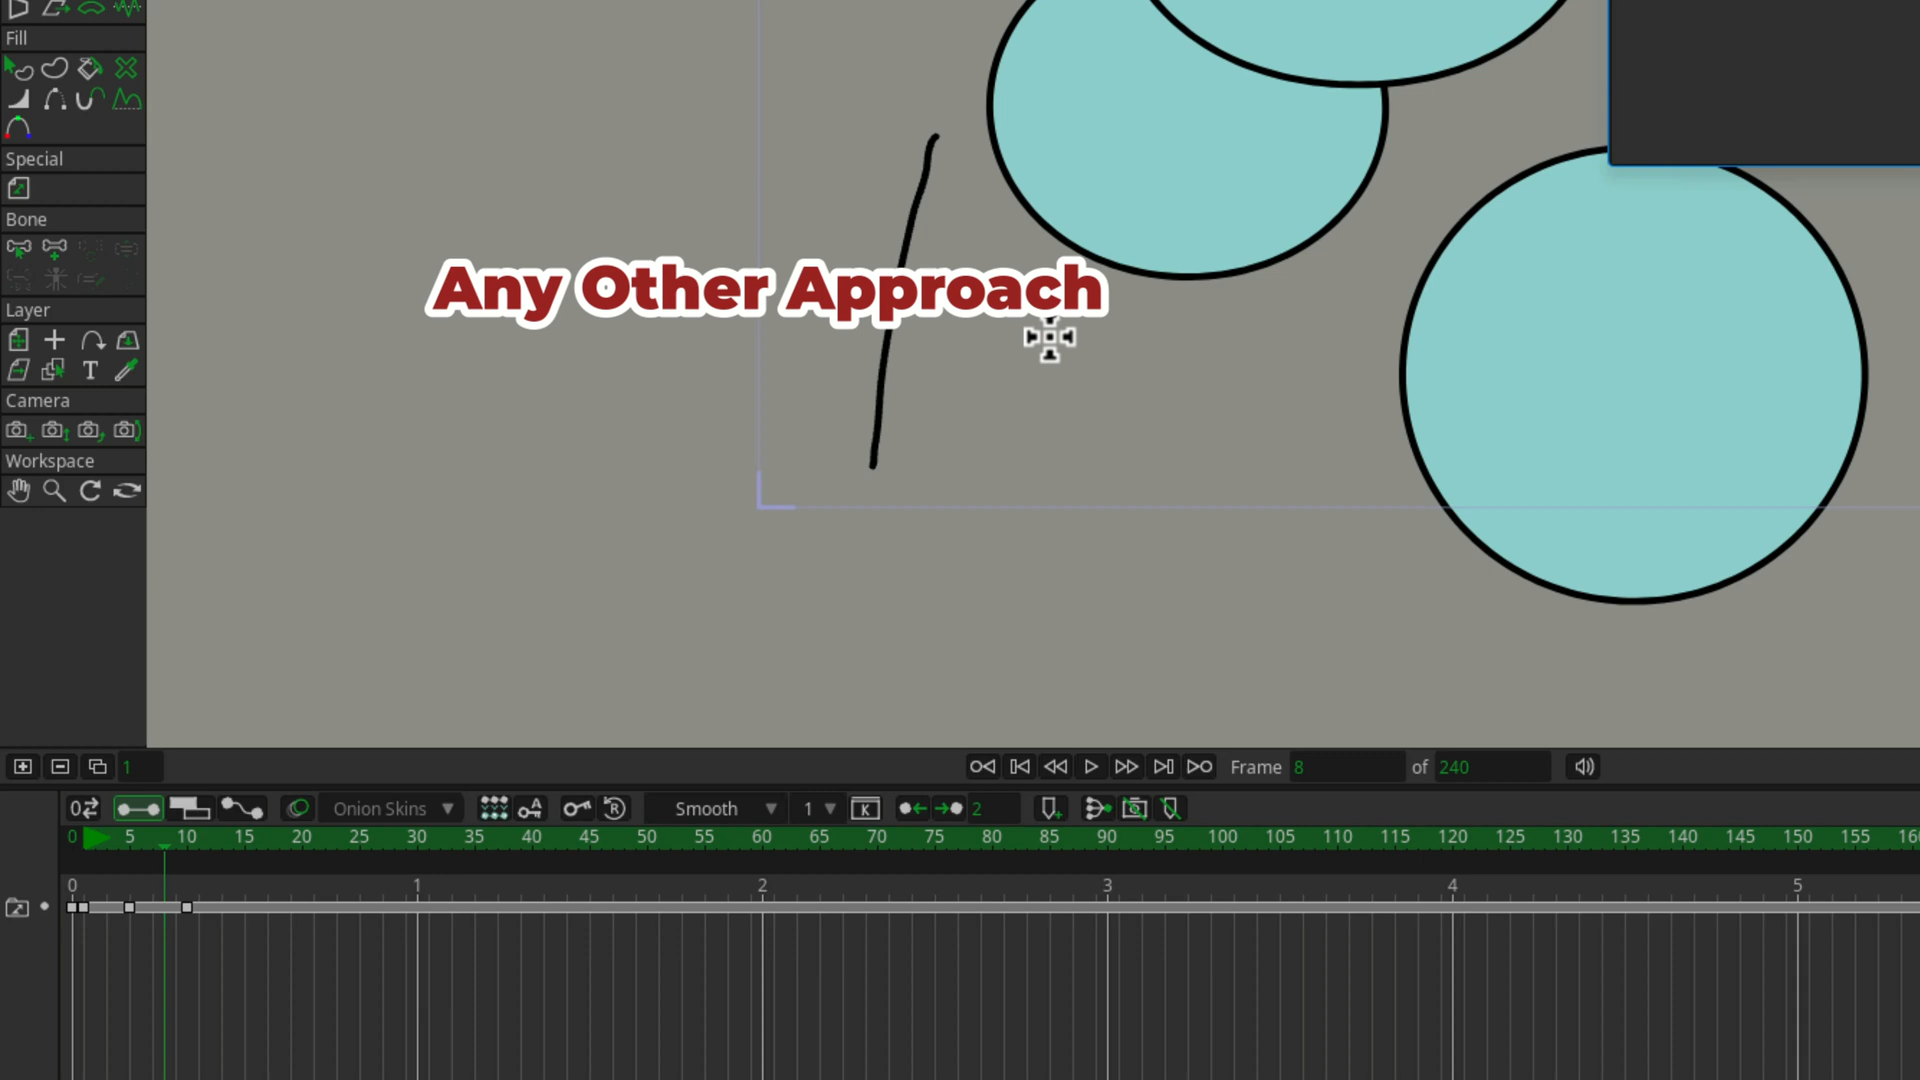 Fill
Special
Bone
Layer
T
Camera
Workspace
Any Other Approach
1
Frame 8 of 240
Onion Skins
Smooth
1
2
0 5 10 15 20 25 30 35 40 45 50 55 60 65 70 75 80 85 90 95 100 105 110 115 120 125 130 135 140 145 150 155
0 1 2 3 4 5